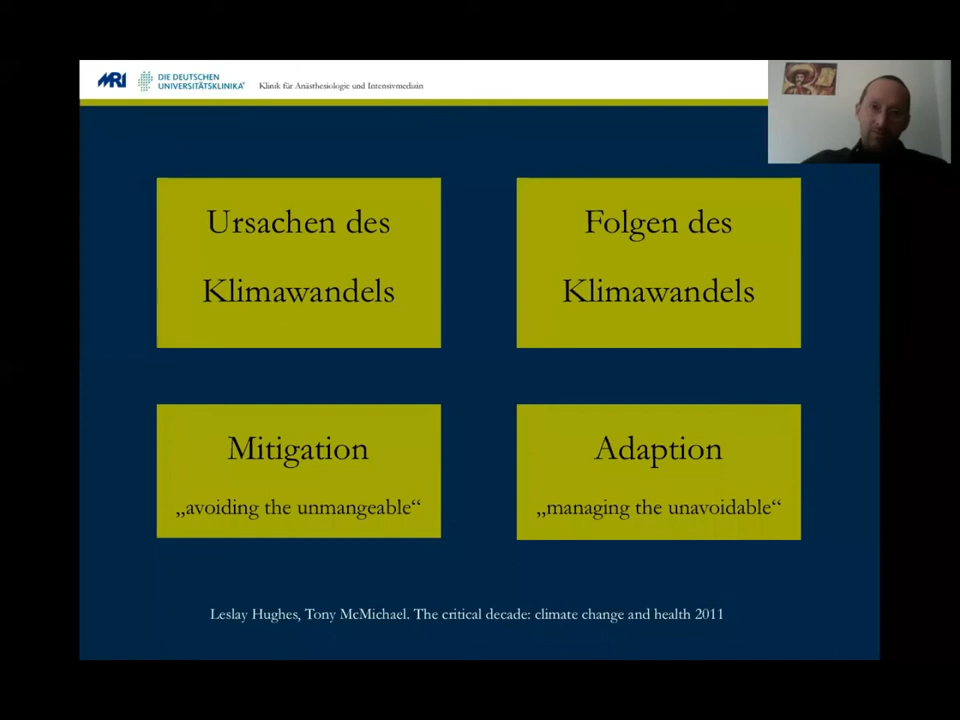 MRI
DIE DEUTSCHEN
UNIVERSITÄTSKLINIKA®
Klinik für Anästhesiologie und Intensivmedizin
Ursachen des
Klimawandels
Folgen des
Klimawandels
Mitigation
„avoiding the unmangeable“
Adaption
„managing the unavoidable“
Leslay Hughes, Tony McMichael. The critical decade: climate change and health 2011